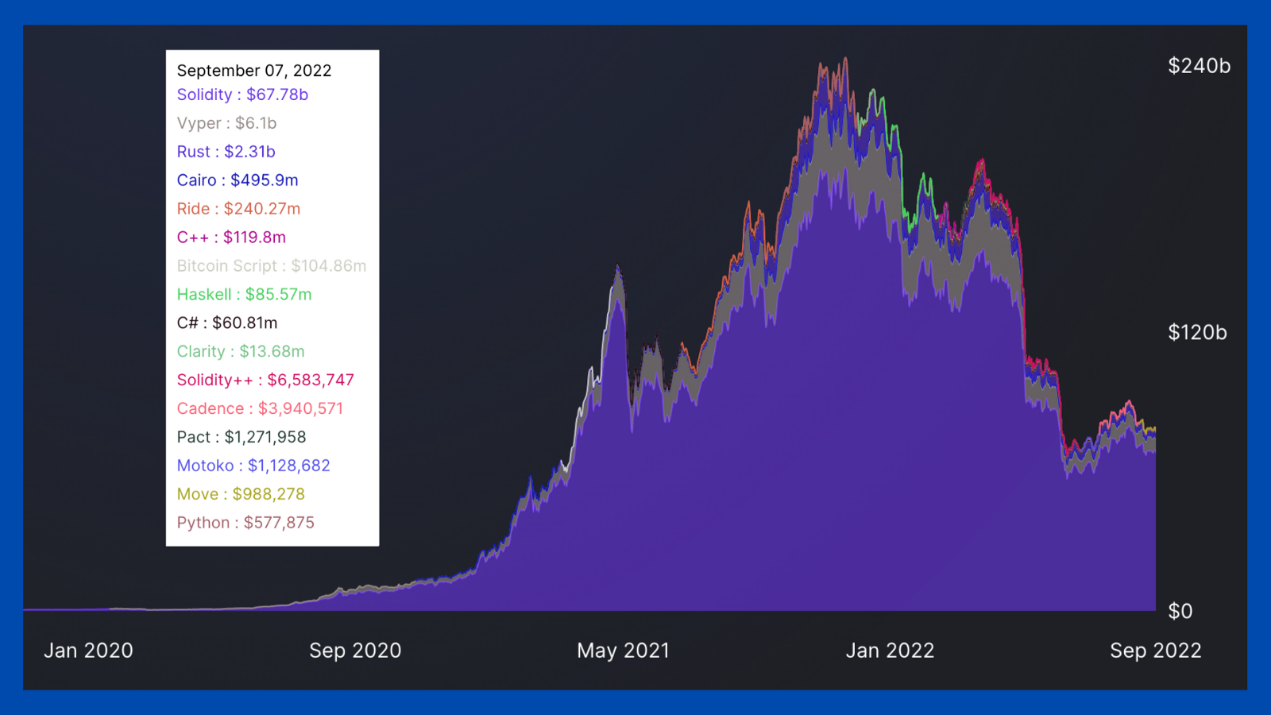 September 07, 2022
Solidity : $67.78b
Vyper : $6.1b
Rust : $2.31b
Cairo : $495.9m
Ride : $240.27m
C++ : $119.8m
Bitcoin Script : $104.86m
Haskell : $85.57m
C# : $60.81m
Clarity : $13.68m
Solidity++ : $6,583,747
Cadence : $3,940,571
Pact : $1,271,958
Motoko : $1,128,682
Move : $988,278
Python : $577,875
$240b
$120b
$0
Jan 2020 Sep 2020 May 2021 Jan 2022 Sep 2022